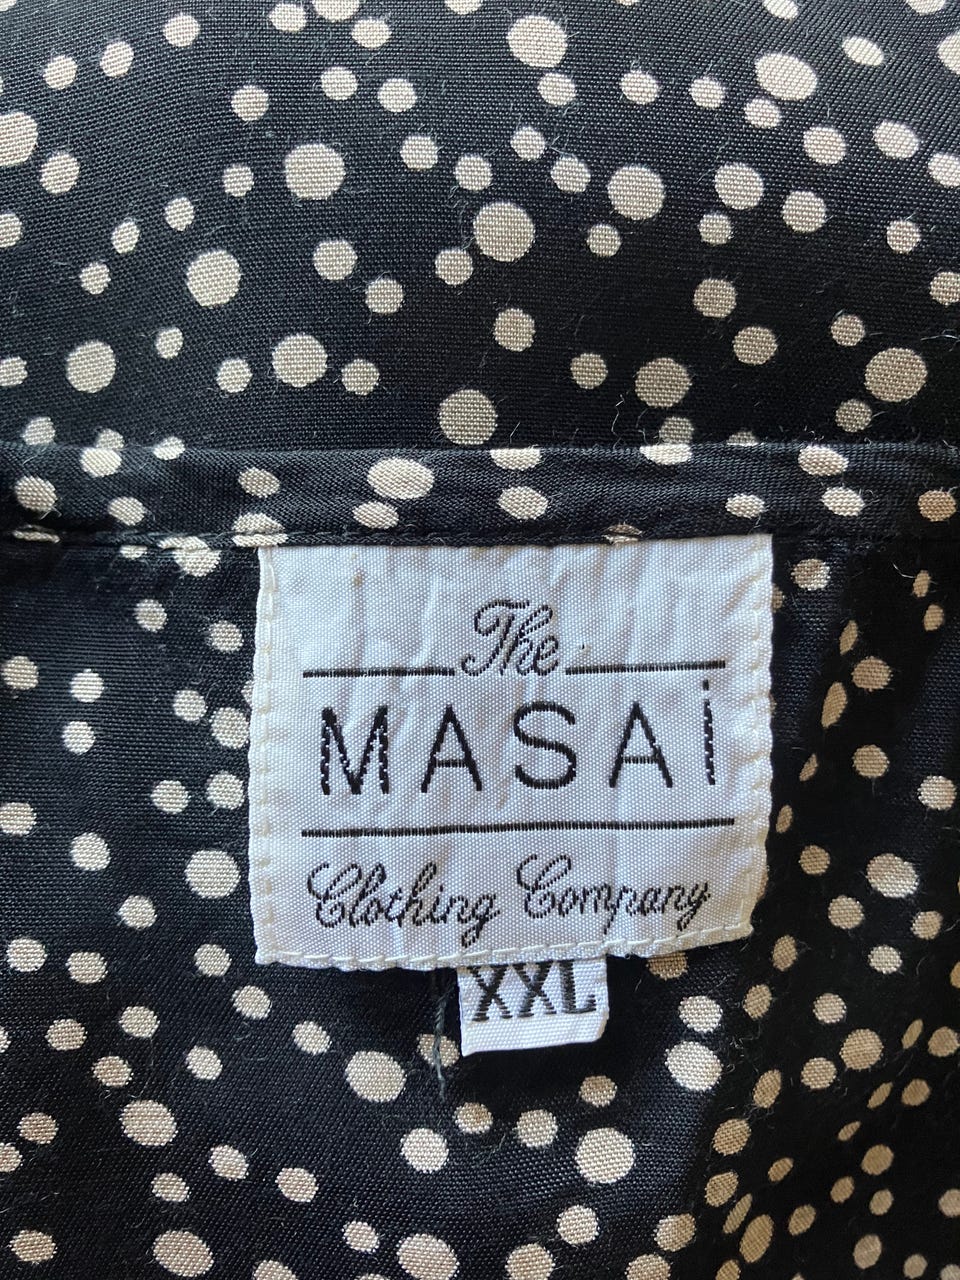 The
MASAi
Clothing Company
XXL